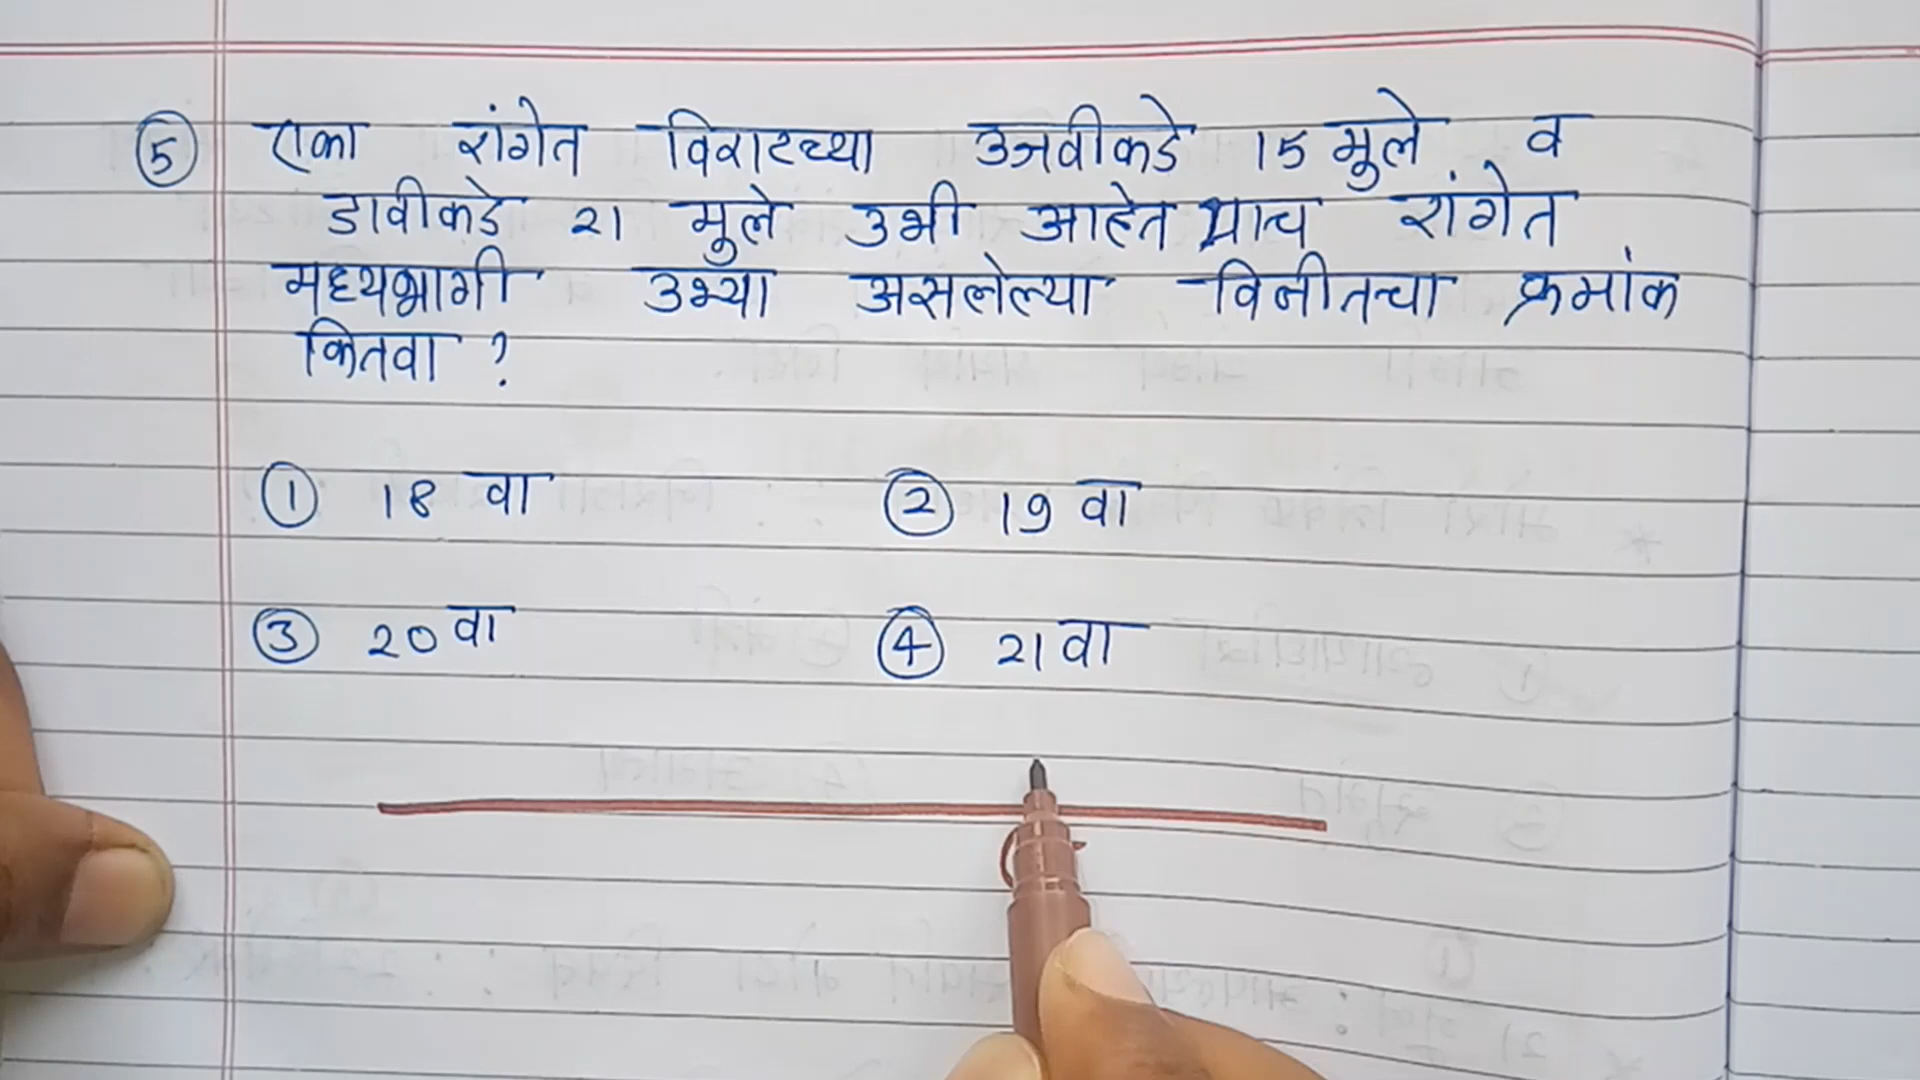 ⑤ एका रांगेत विराटच्या उजवीकडे 15 मुले व
डावीकडे 21 मुले उभी आहेत याच रांगेत
मध्यभागी उभ्या असलेल्या विनीतचा क्रमांक
कितवा ?
① 18 वा ② 19 वा
③ 20 वा ④ 21 वा